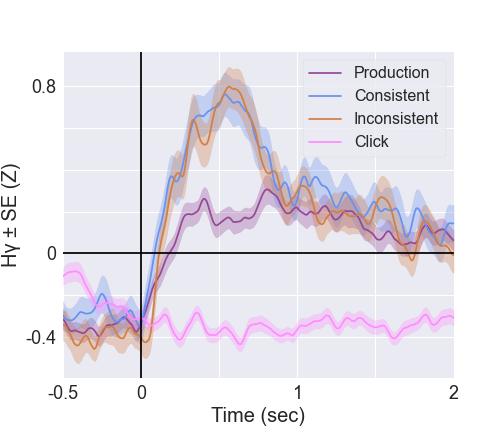 Production
Consistent
Inconsistent
Click
0.8
0
-0.4
Hγ ± SE (Z)
-0.5 0 1 2
Time (sec)